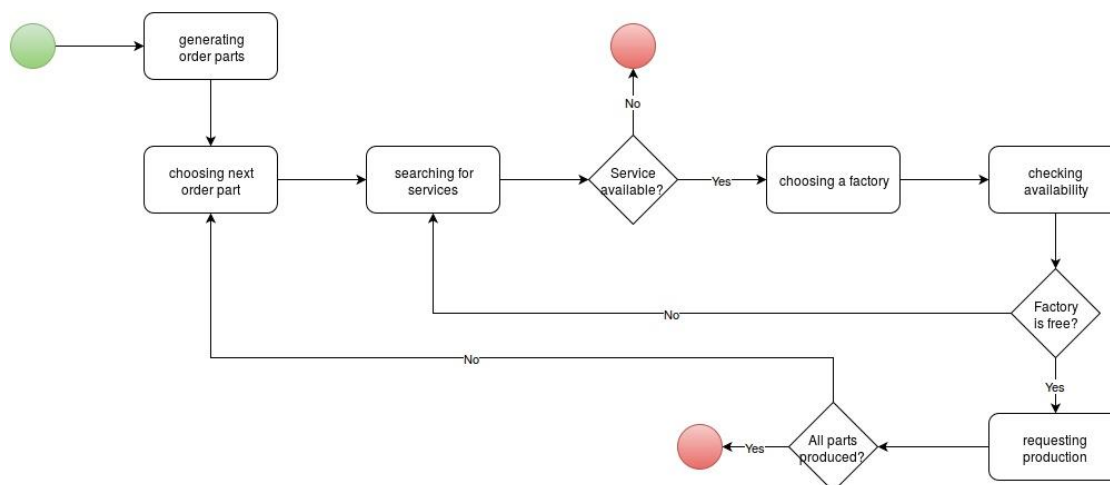 generating
order parts
No
choosing next
order part
searching for
services
Service
available?
Yes
choosing a factory
checking
availability
No
Factory
is free?
No
Yes
Yes
All parts
produced?
requesting
production